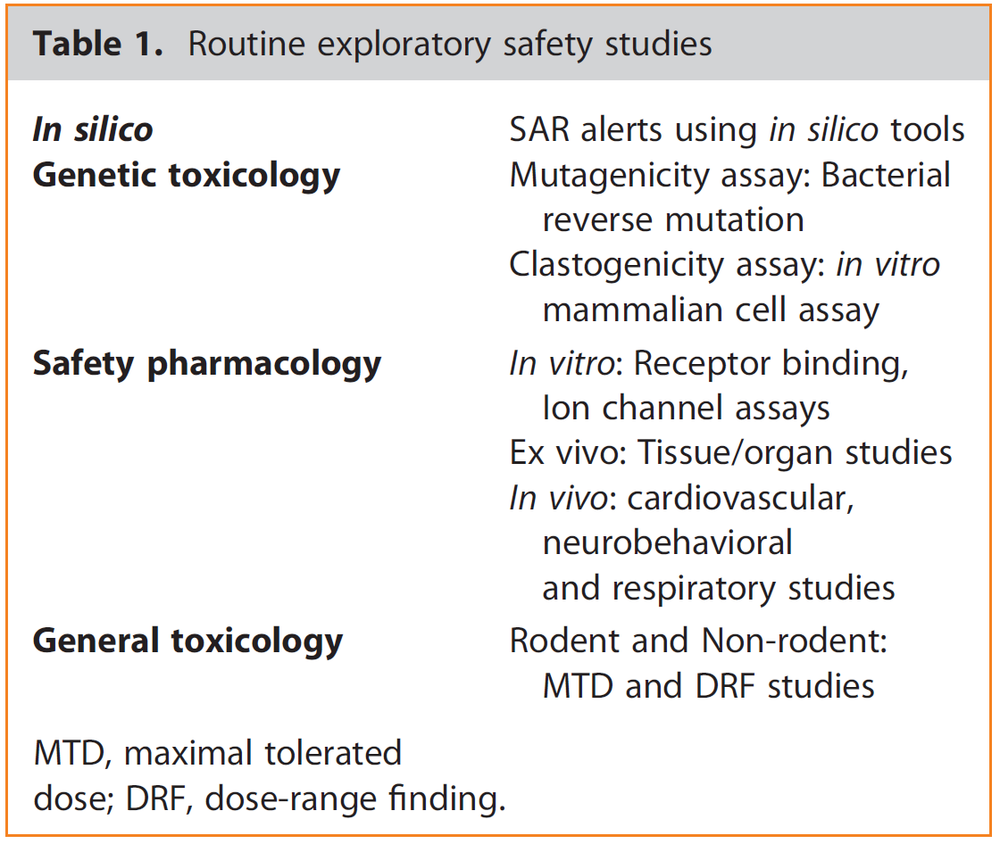 Table 1. Routine exploratory safety studies
In silico SAR alerts using in silico tools
Genetic toxicology Mutagenicity assay: Bacterial
reverse mutation
Clastogenicity assay: in vitro
mammalian cell assay
Safety pharmacology In vitro: Receptor binding,
Ion channel assays
Ex vivo: Tissue/organ studies
In vivo: cardiovascular,
neurobehavioral
and respiratory studies
General toxicology Rodent and Non-rodent:
MTD and DRF studies
MTD, maximal tolerated
dose; DRF, dose-range finding.